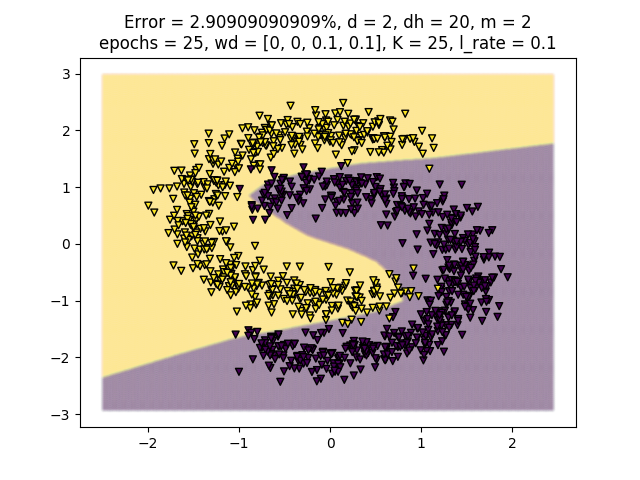 Error = 2.90909090909%, d = 2, dh = 20, m = 2
epochs = 25, wd = [0, 0, 0.1, 0.1], K = 25, l_rate = 0.1
3
2
1
0
−1
−2
−3
−2 −1 0 1 2